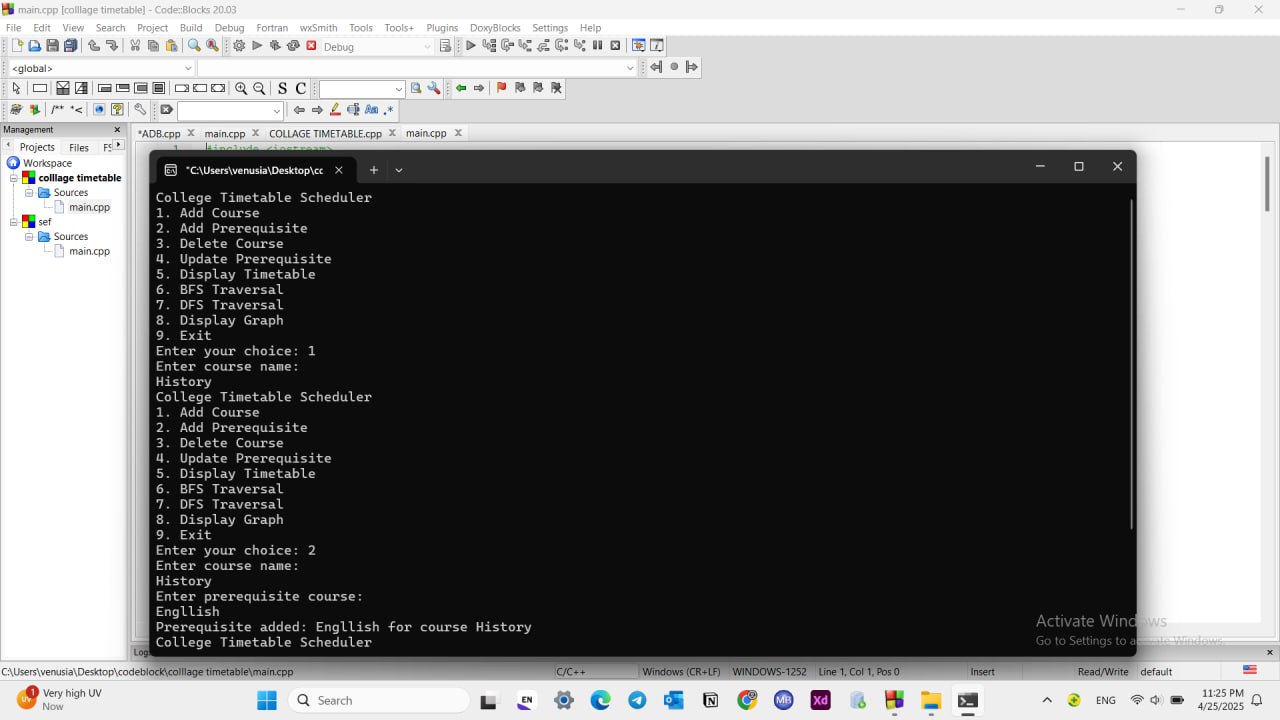 main.cpp [colllage timetable] - Code::Blocks 20.03
File Edit View Search Project Build Debug Fortran wxSmith Tools Tools+ Plugins DoxyBlocks Settings Help
Debug
<global>
S C
/** *< Aa .*
Management
*ADB.cpp main.cpp COLLAGE TIMETABLE.cpp main.cpp
Projects Files FS
1 #include <iostream>
Workspace
colllage timetable
Sources
main.cpp
sef
Sources
main.cpp
"C:\Users\venusia\Desktop\cc
College Timetable Scheduler
1. Add Course
2. Add Prerequisite
3. Delete Course
4. Update Prerequisite
5. Display Timetable
6. BFS Traversal
7. DFS Traversal
8. Display Graph
9. Exit
Enter your choice: 1
Enter course name:
History
College Timetable Scheduler
1. Add Course
2. Add Prerequisite
3. Delete Course
4. Update Prerequisite
5. Display Timetable
6. BFS Traversal
7. DFS Traversal
8. Display Graph
9. Exit
Enter your choice: 2
Enter course name:
History
Enter prerequisite course:
Engllish
Prerequisite added: Engllish for course History
College Timetable Scheduler
Activate Windows
Go to Settings to activate Windows.
C:\Users\venusia\Desktop\codeblock\colllage timetable\main.cpp C/C++ Windows (CR+LF) WINDOWS-1252 Line 1, Col 1, Pos 0 Insert Read/Write default
1
Very high UV
Now
Search
EN
MB
Xd
ENG
11:25 PM
4/25/2025